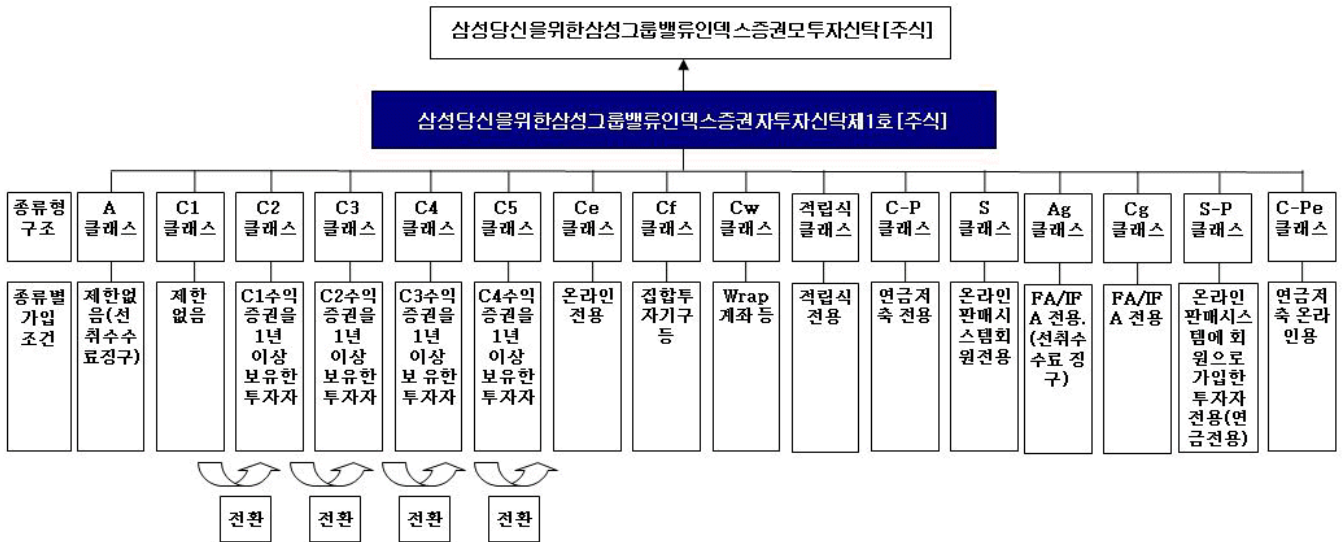 삼성당신을위한삼성그룹밸류인덱스증권모투자신탁[주식]
삼성당신을위한삼성그룹밸류인덱스증권자투자신탁제1호[주식]
종류형
구조
A
클래스
C1
클래스
C2
클래스
C3
클래스
C4
클래스
C5
클래스
Ce
클래스
Cf
클래스
Cw
클래스
적립식
클래스
C-P
클래스
S
클래스
Ag
클래스
Cg
클래스
S-P
클래스
C-Pe
클래스
종류별
가입
조건
제한없
음(선
취수수
료징구)
제한
없음
C1수익
증권을
1년
이상
보유한
투자자
C2수익
증권을
1년
이상
보유한
투자자
C3수익
증권을
1년
이상
보유한
투자자
C4수익
증권을
1년
이상
보유한
투자자
온라인
전용
집합투
자기구
등
Wrap
계좌 등
적립식
전용
연금저
축 전용
온라인
판매시
스템회
원전용
FA/IF
A 전용.
(선취수
수료 징
구)
FA/IF
A 전용
온라인
판매시스
템에 회
원으로
가입한
투자자
전용(연
금전용)
연금저
축 온라
인용
전환
전환
전환
전환